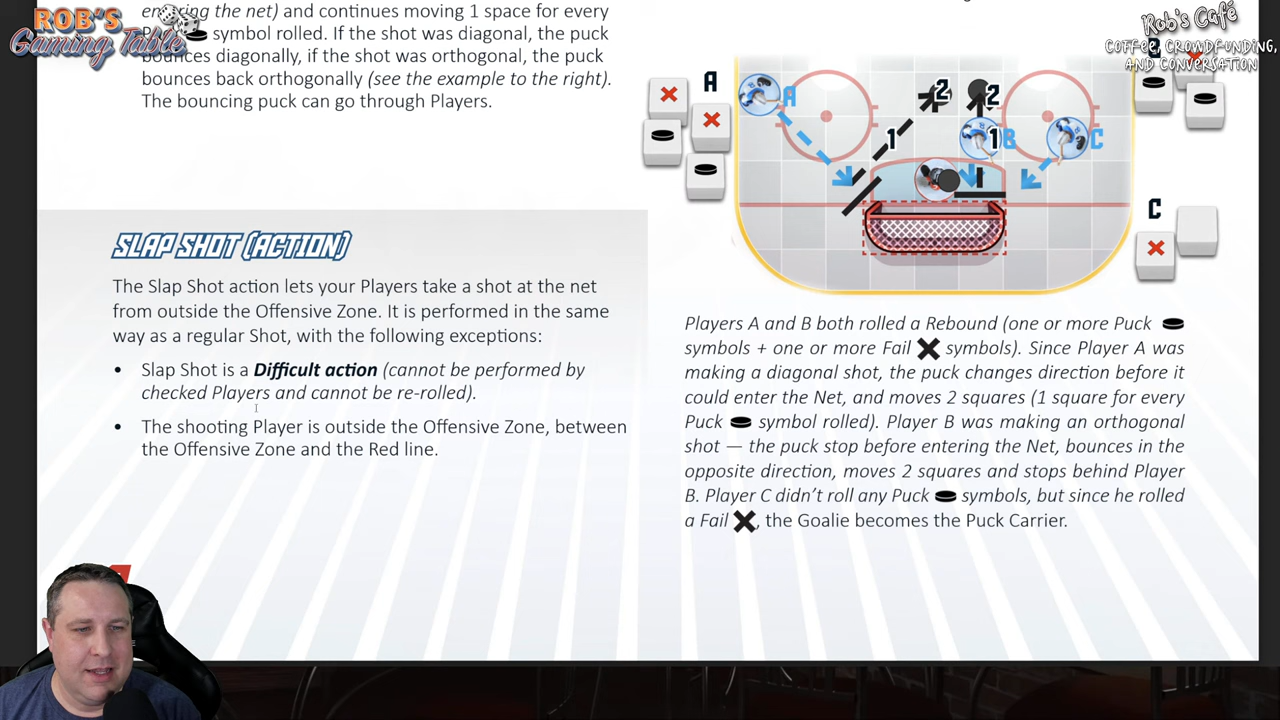 ROB'S
Gaming Table
Rob's Café
COFFEE, CROWDFUNDING,
AND CONVERSATION
entering the net) and continues moving 1 space for every
symbol rolled. If the shot was diagonal, the puck
bounces diagonally, if the shot was orthogonal, the puck
bounces back orthogonally (see the example to the right).
The bouncing puck can go through Players.
SLAP SHOT (ACTION)
The Slap Shot action lets your Players take a shot at the net
from outside the Offensive Zone. It is performed in the same
way as a regular Shot, with the following exceptions:
• Slap Shot is a Difficult action (cannot be performed by
checked Players and cannot be re-rolled).
• The shooting Player is outside the Offensive Zone, between
the Offensive Zone and the Red line.
A
A
2
2
1
1
B
C
C
Players A and B both rolled a Rebound (one or more Puck
symbols + one or more Fail symbols). Since Player A was
making a diagonal shot, the puck changes direction before it
could enter the Net, and moves 2 squares (1 square for every
Puck symbol rolled). Player B was making an orthogonal
shot — the puck stop before entering the Net, bounces in the
opposite direction, moves 2 squares and stops behind Player
B. Player C didn't roll any Puck symbols, but since he rolled
a Fail , the Goalie becomes the Puck Carrier.